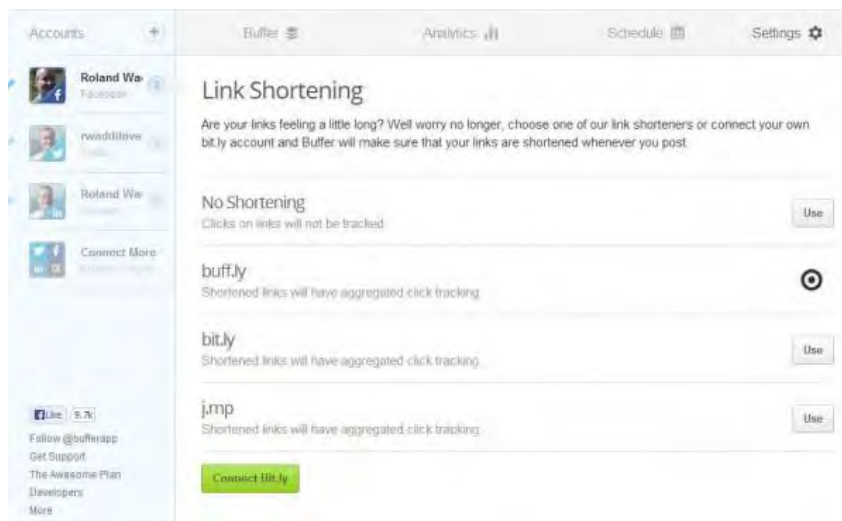 Accounts +
Buffer
Analytics
Schedule
Settings
Roland Wa
Facebook
rwaddilove
Roland Wa
Connect More
Like 9.7k
Follow @bufferapp
Get Support
The Awesome Plan
Developers
More
Link Shortening
Are your links feeling a little long? Well worry no longer, choose one of our link shorteners or connect your own
bit.ly account and Buffer will make sure that your links are shortened whenever you post.
No Shortening
Clicks on links will not be tracked
Use
buff.ly
Shortened links will have aggregated click tracking
bit.ly
Shortened links will have aggregated click tracking
Use
j.mp
Shortened links will have aggregated click tracking
Use
Connect Bit.ly